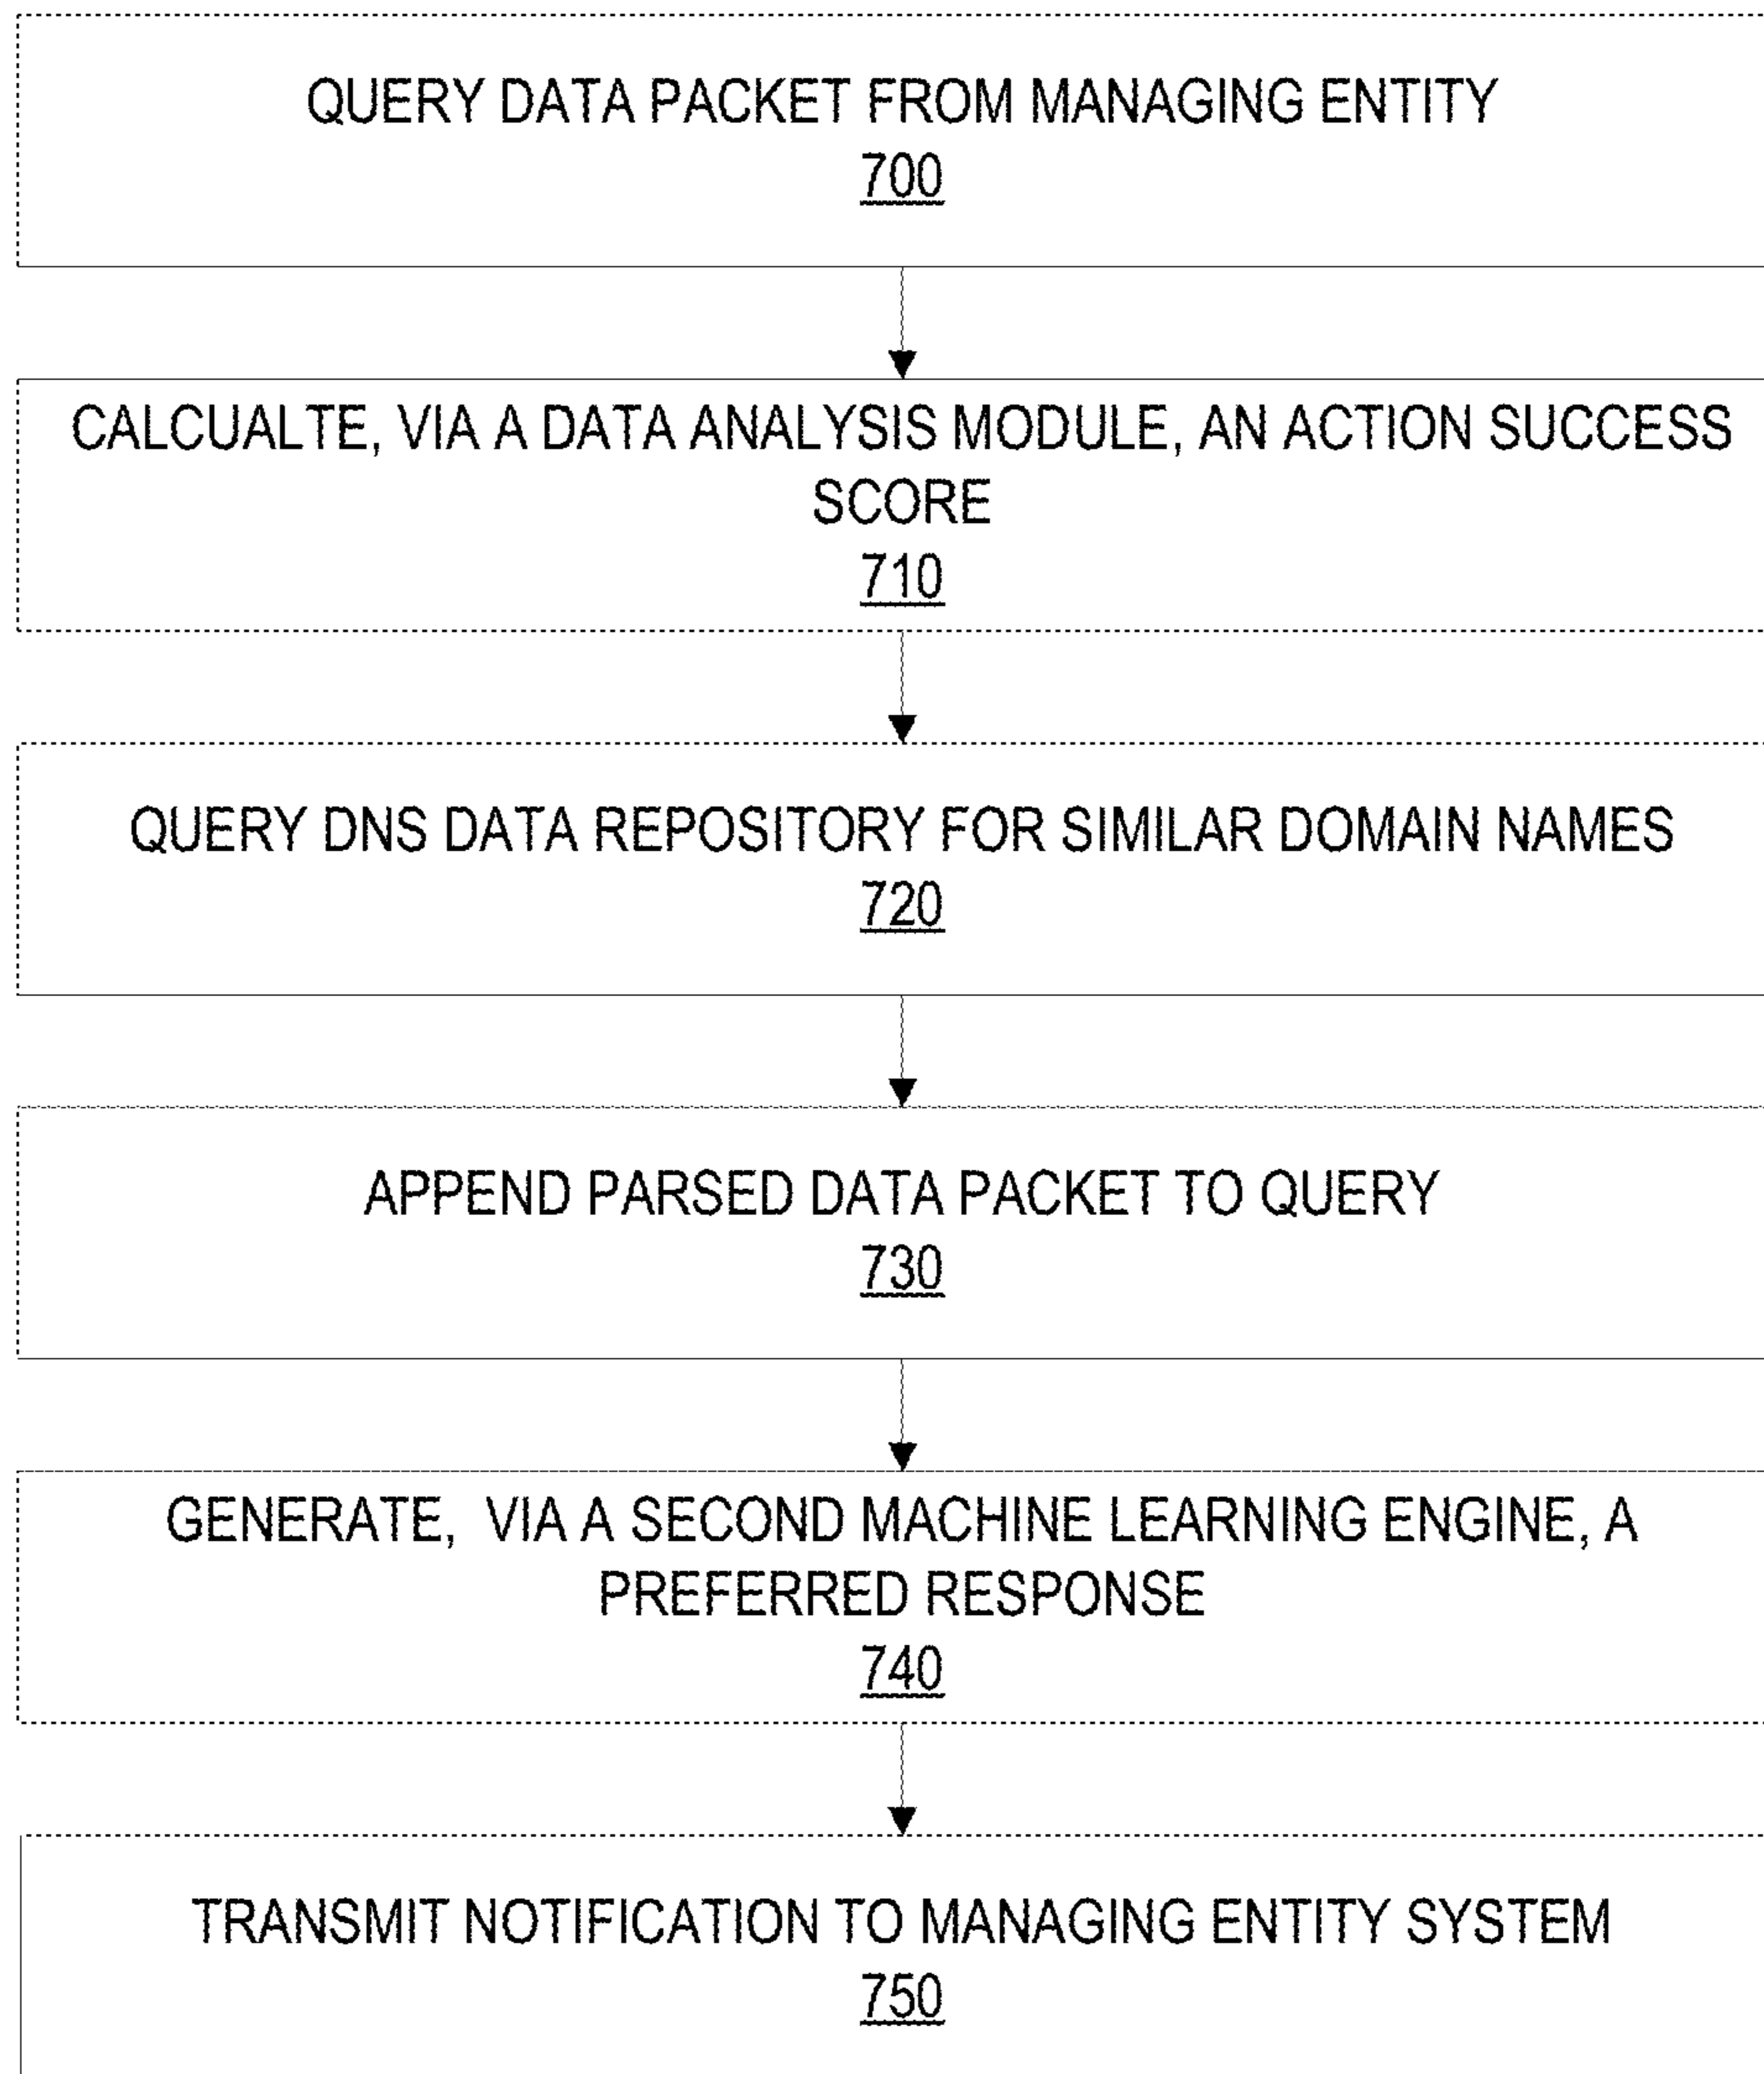 QUERY DATA PACKET FROM MANAGING ENTITY
700
CALCUALTE, VIA A DATA ANALYSIS MODULE, AN ACTION SUCCESS
SCORE
710
QUERY DNS DATA REPOSITORY FOR SIMILAR DOMAIN NAMES
720
APPEND PARSED DATA PACKET TO QUERY
730
GENERATE, VIA A SECOND MACHINE LEARNING ENGINE, A
PREFERRED RESPONSE
740
TRANSMIT NOTIFICATION TO MANAGING ENTITY SYSTEM
750